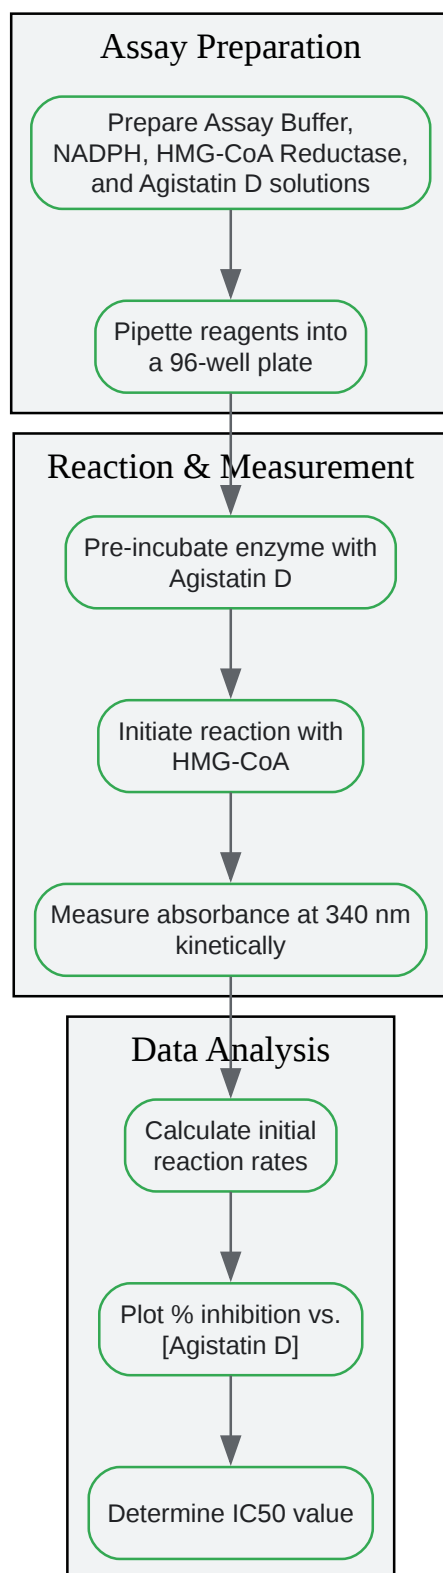 Assay Preparation
Prepare Assay Buffer,
NADPH, HMG-CoA Reductase,
and Agistatin D solutions
Pipette reagents into
a 96-well plate
Reaction & Measurement
Pre-incubate enzyme with
Agistatin D
Initiate reaction with
HMG-CoA
Measure absorbance at 340 nm
kinetically
Data Analysis
Calculate initial
reaction rates
Plot % inhibition vs.
[Agistatin D]
Determine IC50 value